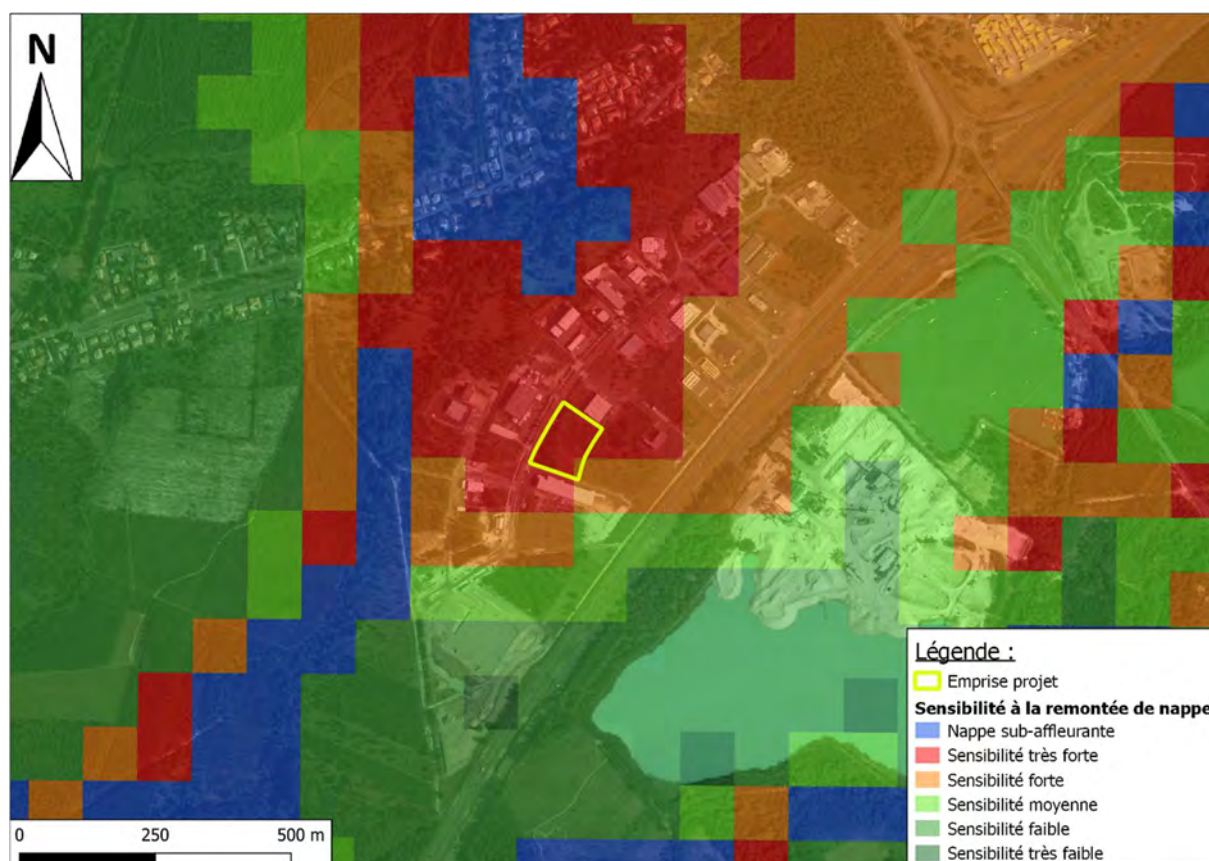 N
Légende :
Emprise projet
Sensibilité à la remontée de nappe
Nappe sub-affleurante
Sensibilité très forte
Sensibilité forte
Sensibilité moyenne
Sensibilité faible
Sensibilité très faible
0 250 500 m